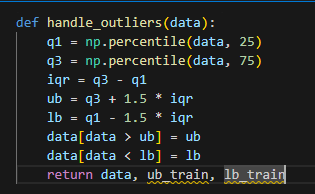 def handle_outliers(data):
    q1 = np.percentile(data, 25)
    q3 = np.percentile(data, 75)
    iqr = q3 - q1
    ub = q3 + 1.5 * iqr
    lb = q1 - 1.5 * iqr
    data[data > ub] = ub
    data[data < lb] = lb
    return data, ub_train, lb_train